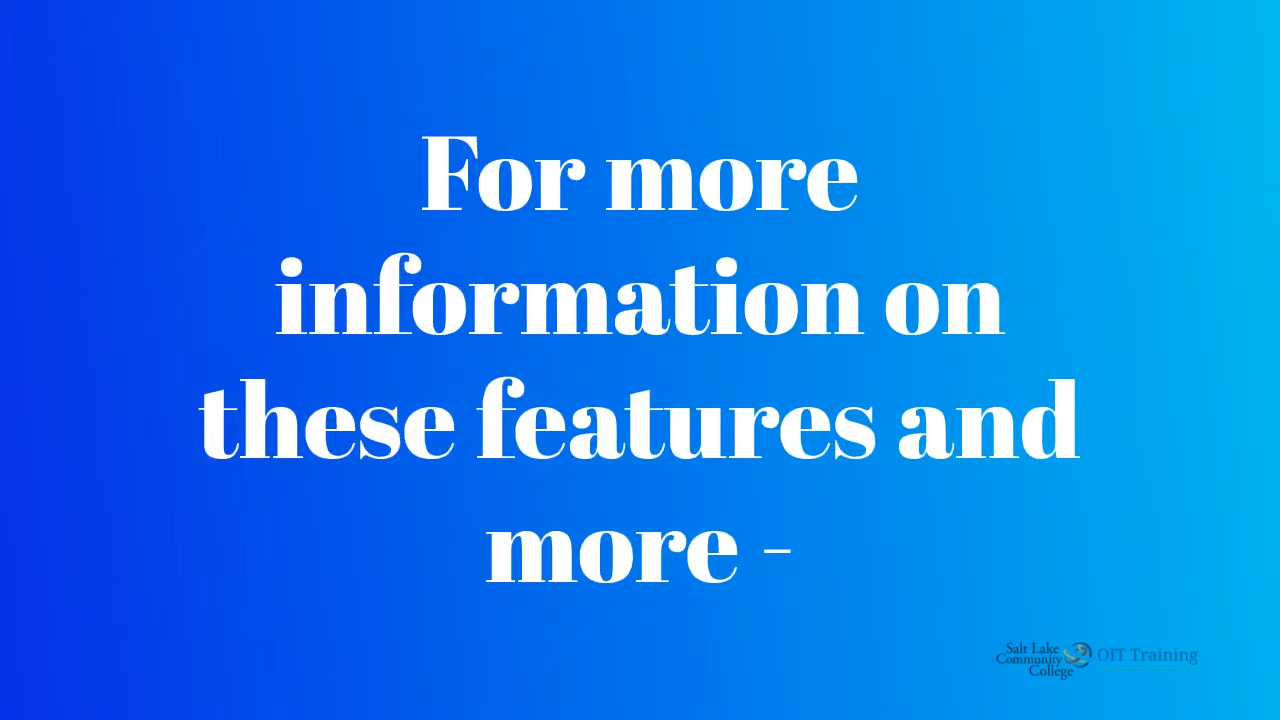 For more
information on
these features and
more -
Salt Lake
Community
College
OIT Training